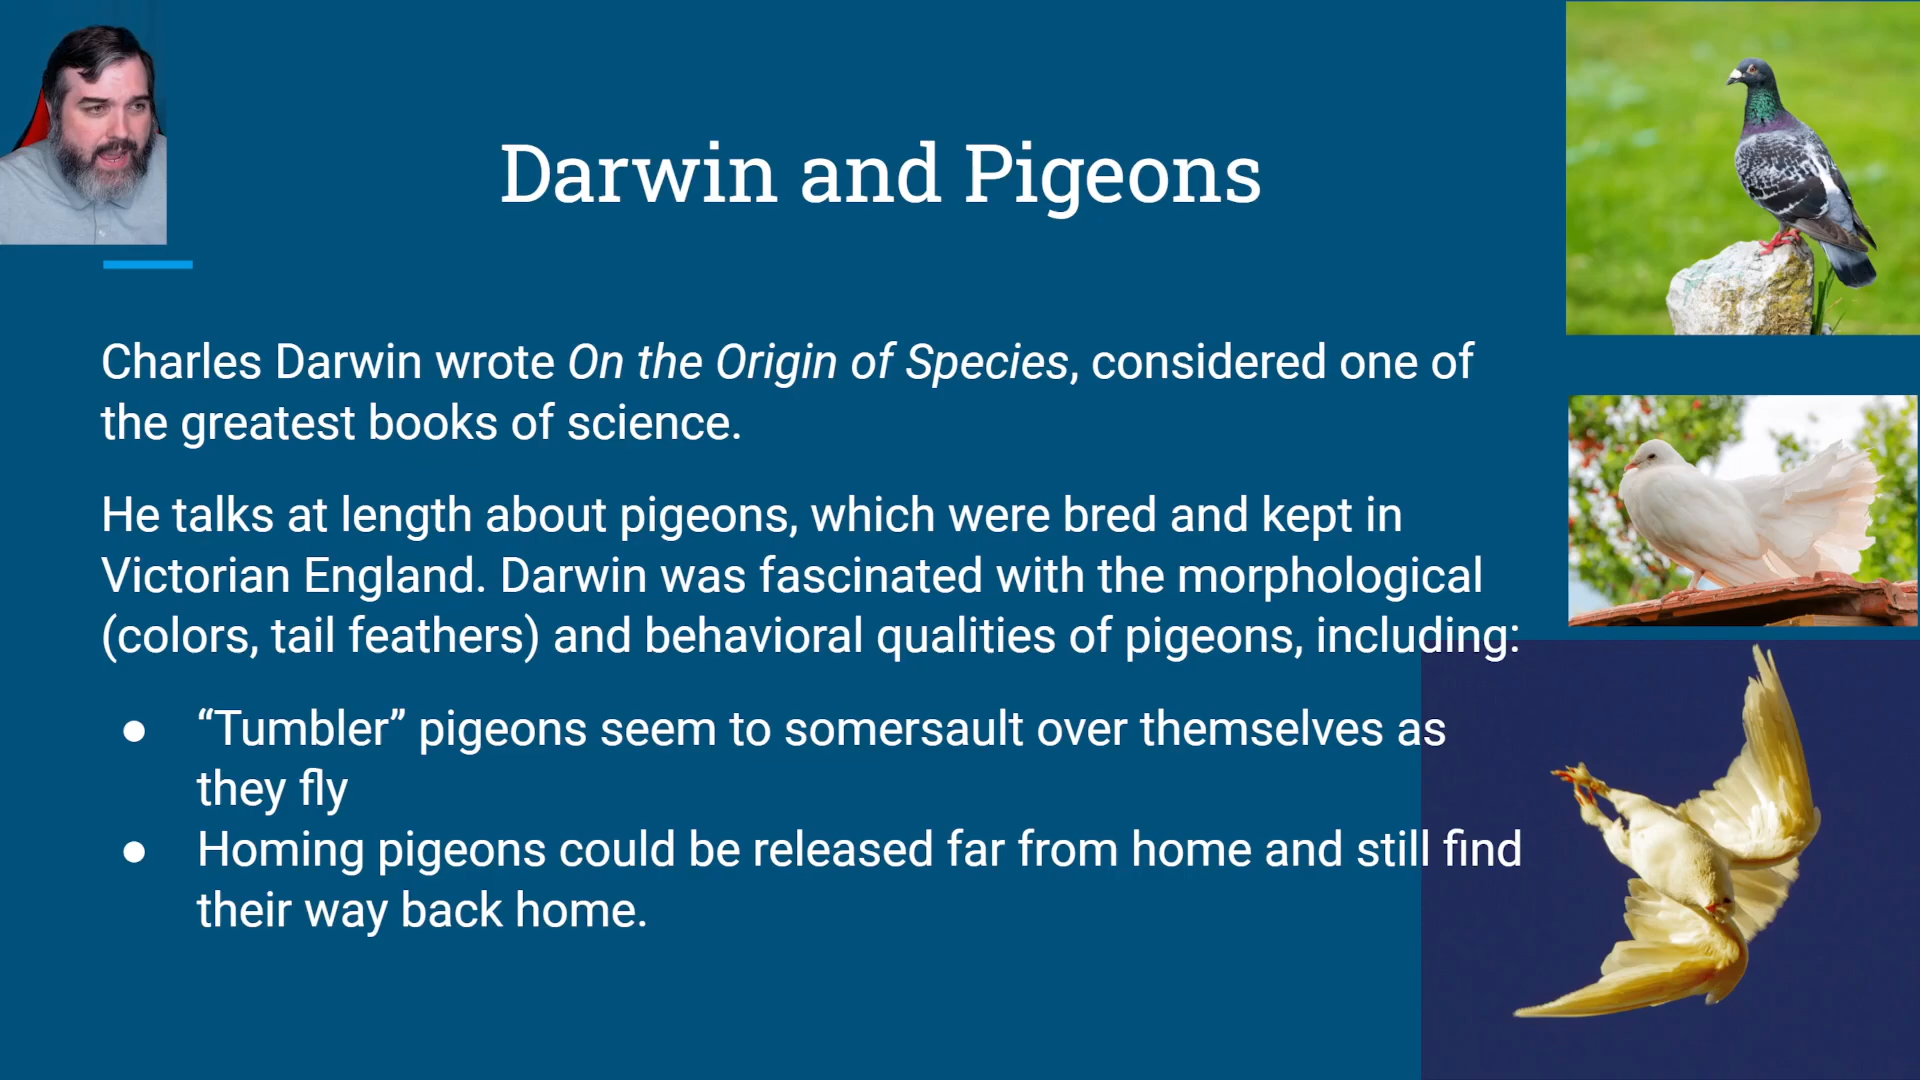 Darwin and Pigeons
Charles Darwin wrote On the Origin of Species, considered one of
the greatest books of science.
He talks at length about pigeons, which were bred and kept in
Victorian England. Darwin was fascinated with the morphological
(colors, tail feathers) and behavioral qualities of pigeons, including:
● “Tumbler” pigeons seem to somersault over themselves as
they fly
● Homing pigeons could be released far from home and still find
their way back home.